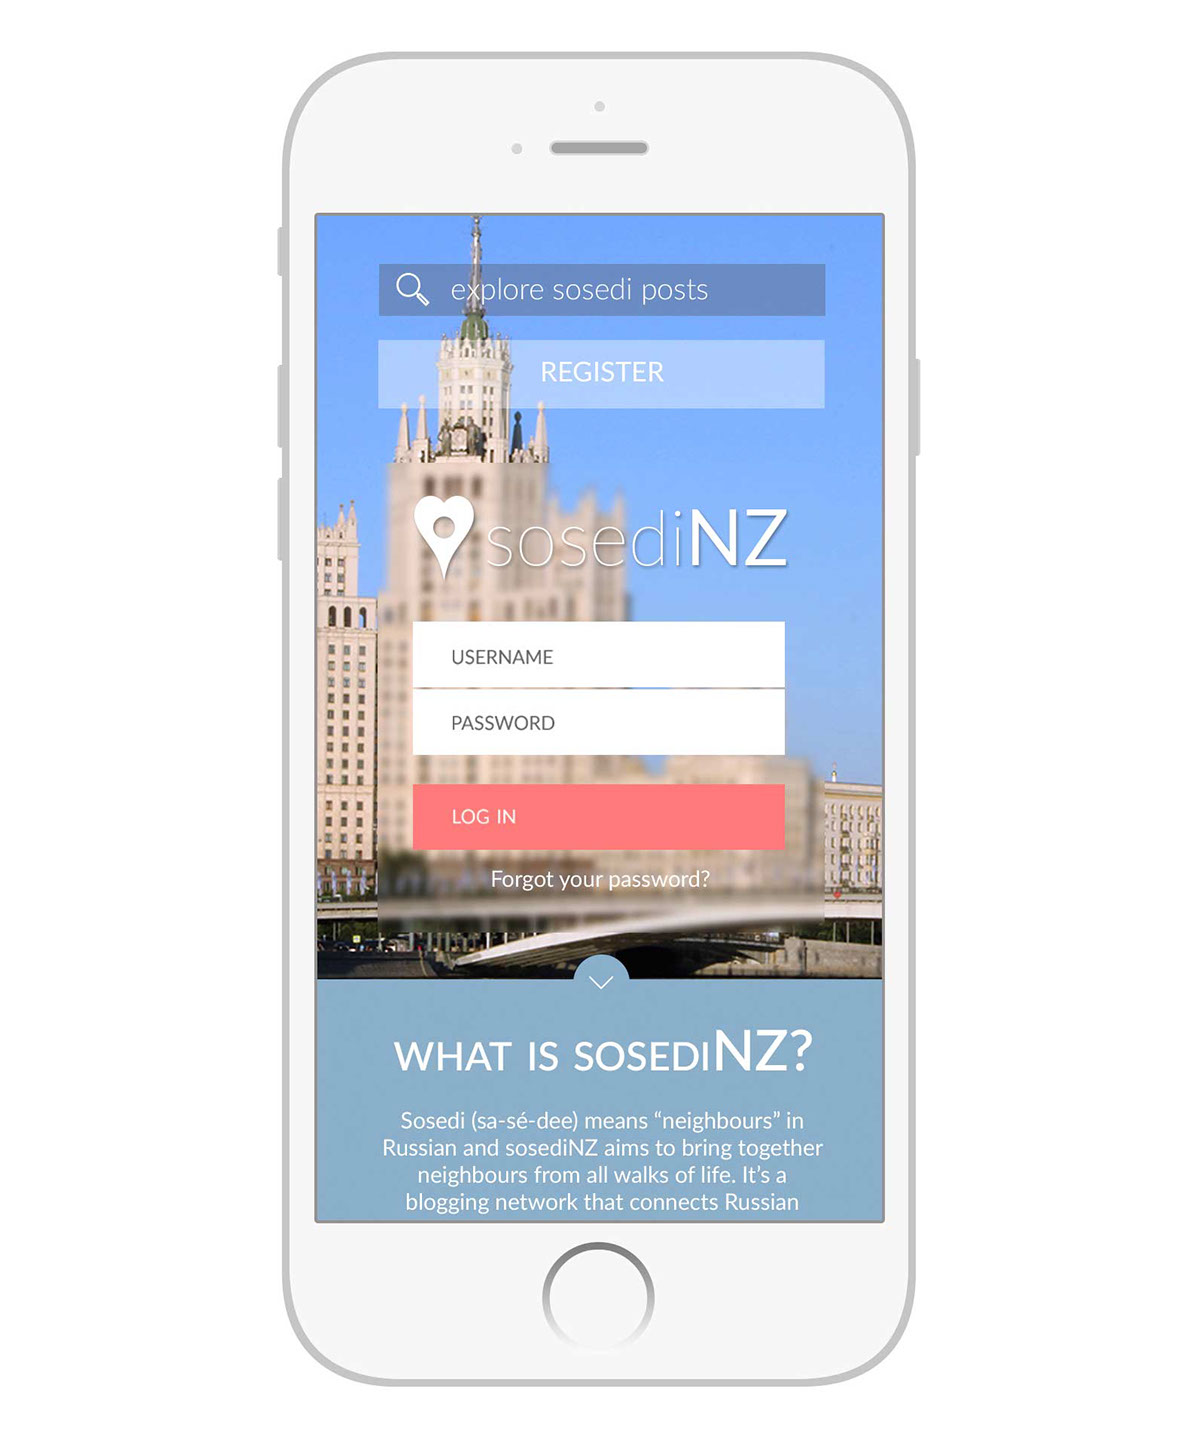 explore sosedi posts
REGISTER
sosediNZ
USERNAME
PASSWORD
LOG IN
Forgot your password?
WHAT IS SOSEDINZ?
Sosedi (sa-sé-dee) means “neighbours” in
Russian and sosediNZ aims to bring together
neighbours from all walks of life. It’s a
blogging network that connects Russian